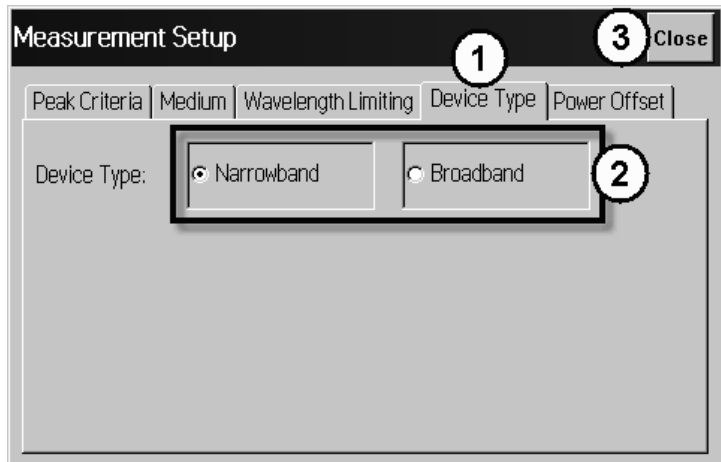 Measurement Setup 1 3 Close
Peak Criteria Medium Wavelength Limiting Device Type Power Offset
Device Type: Narrowband Broadband 2